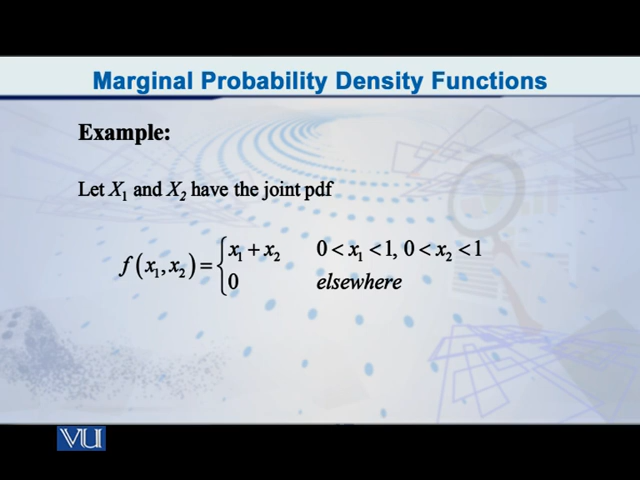 Marginal Probability Density Functions
Example:
Let X₁ and X₂ have the joint pdf
f(x₁,x₂) = { x₁ + x₂    0 < x₁ < 1, 0 < x₂ < 1
0    elsewhere
VU